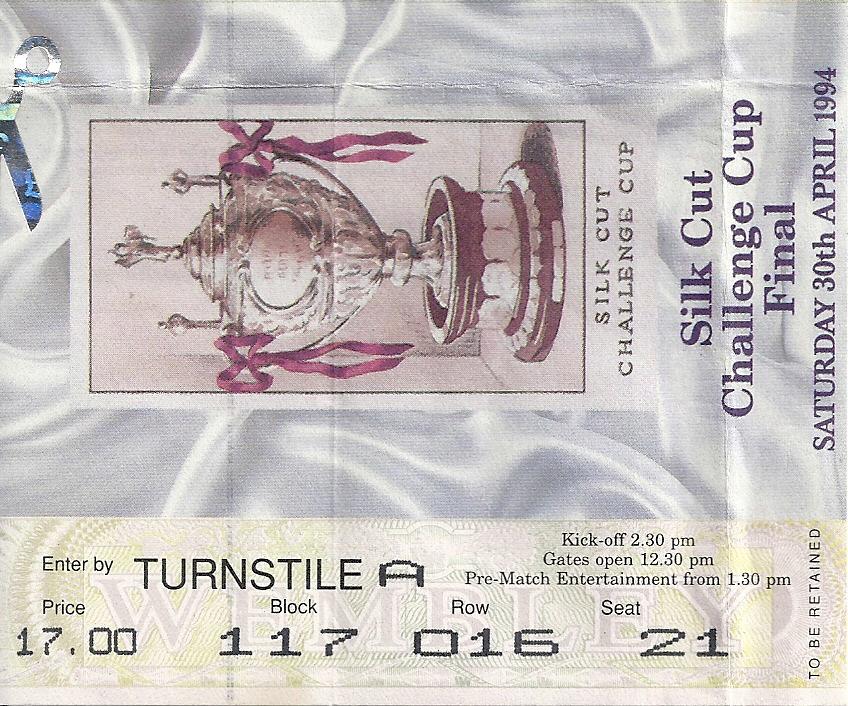 SILK CUT
CHALLENGE CUP
Silk Cut
Challenge Cup
Final
SATURDAY 30th APRIL 1994
Kick-off 2.30 pm
Gates open 12.30 pm
Pre-Match Entertainment from 1.30 pm
Enter by TURNSTILE A
Price Block Row Seat
17.00 117 016 21
WEMBLEY
TO BE RETAINED